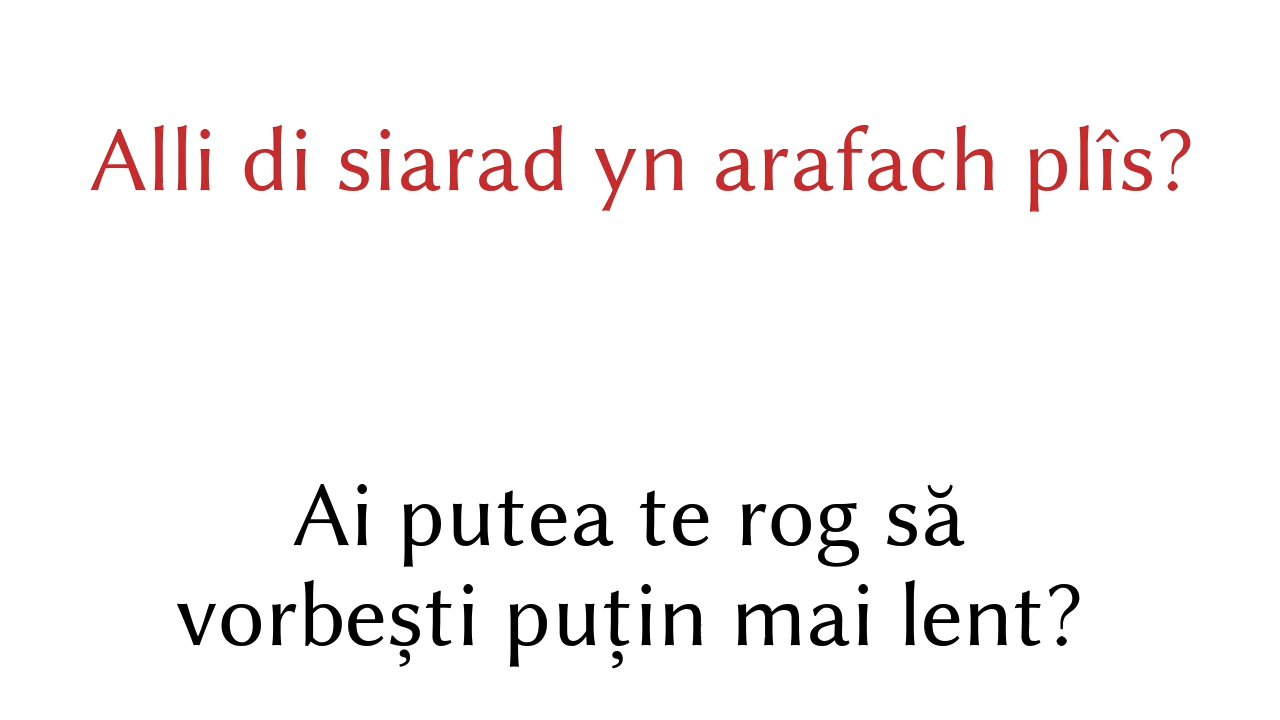 Alli di siarad yn arafach plîs?
Ai putea te rog să
vorbești puțin mai lent?